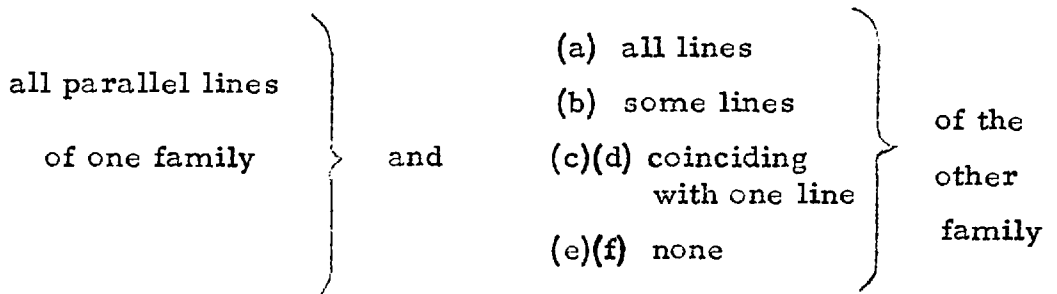 all parallel lines
of one family
and
(a) all lines
(b) some lines
(c)(d) coinciding
with one line
(e)(f) none
of the
other
family